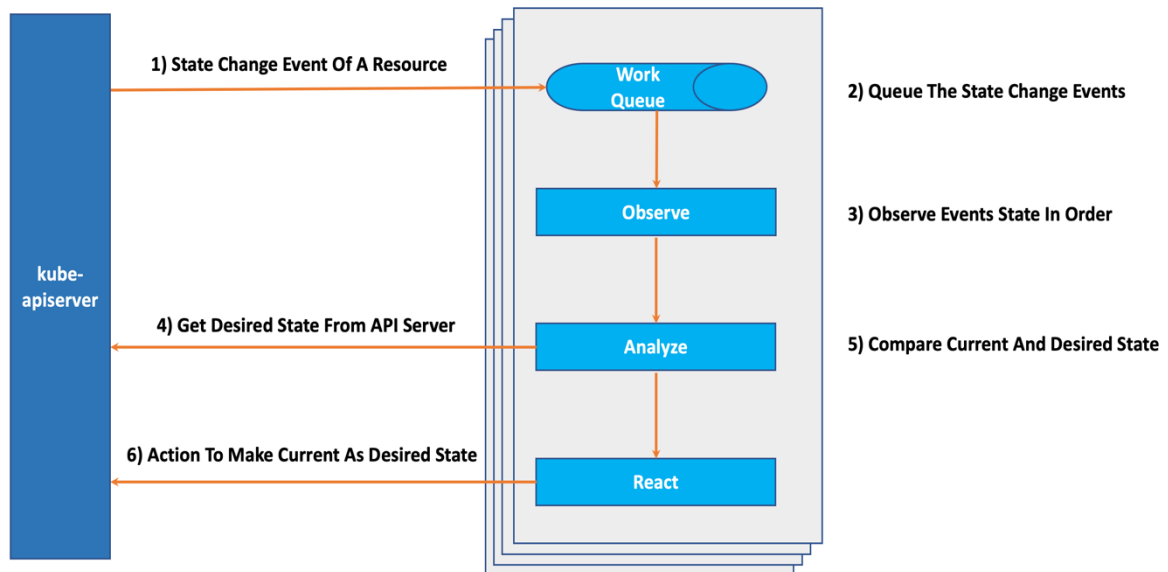 1) State Change Event Of A Resource
Work
Queue
2) Queue The State Change Events
Observe
3) Observe Events State In Order
kube-
apiserver
4) Get Desired State From API Server
Analyze
5) Compare Current And Desired State
6) Action To Make Current As Desired State
React